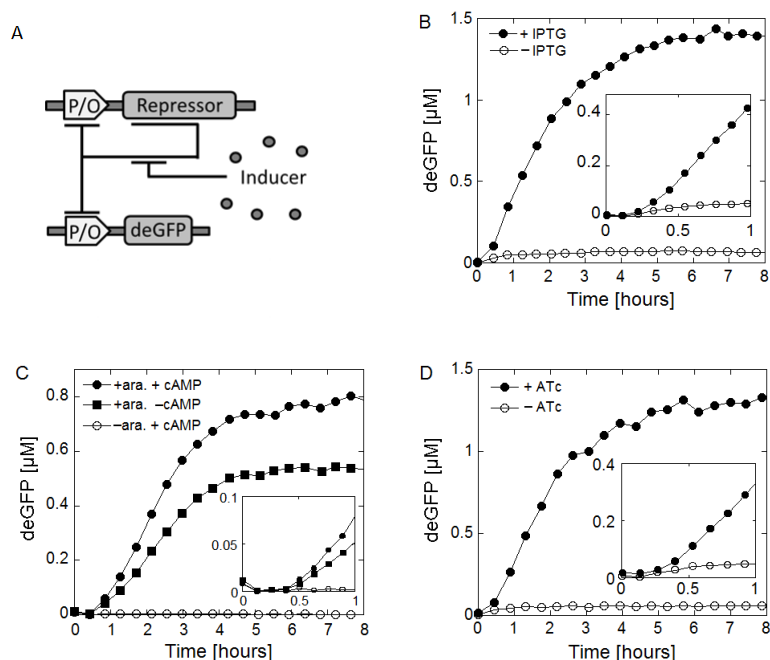 A
P/O
Repressor
Inducer
P/O
deGFP
B
deGFP [µM]
1.5
1
0.5
0
+ IPTG
− IPTG
0.4
0.2
0
0 0.5 1
0 1 2 3 4 5 6 7 8
Time [hours]
C
deGFP [µM]
0.8
0.6
0.4
0.2
0
+ara. + cAMP
+ara. −cAMP
−ara. + cAMP
0.1
0.05
0
0 0.5 1
0 1 2 3 4 5 6 7 8
Time [hours]
D
deGFP [µM]
1.5
1
0.5
0
+ ATc
− ATc
0.4
0.2
0
0 0.5 1
0 1 2 3 4 5 6 7 8
Time [hours]